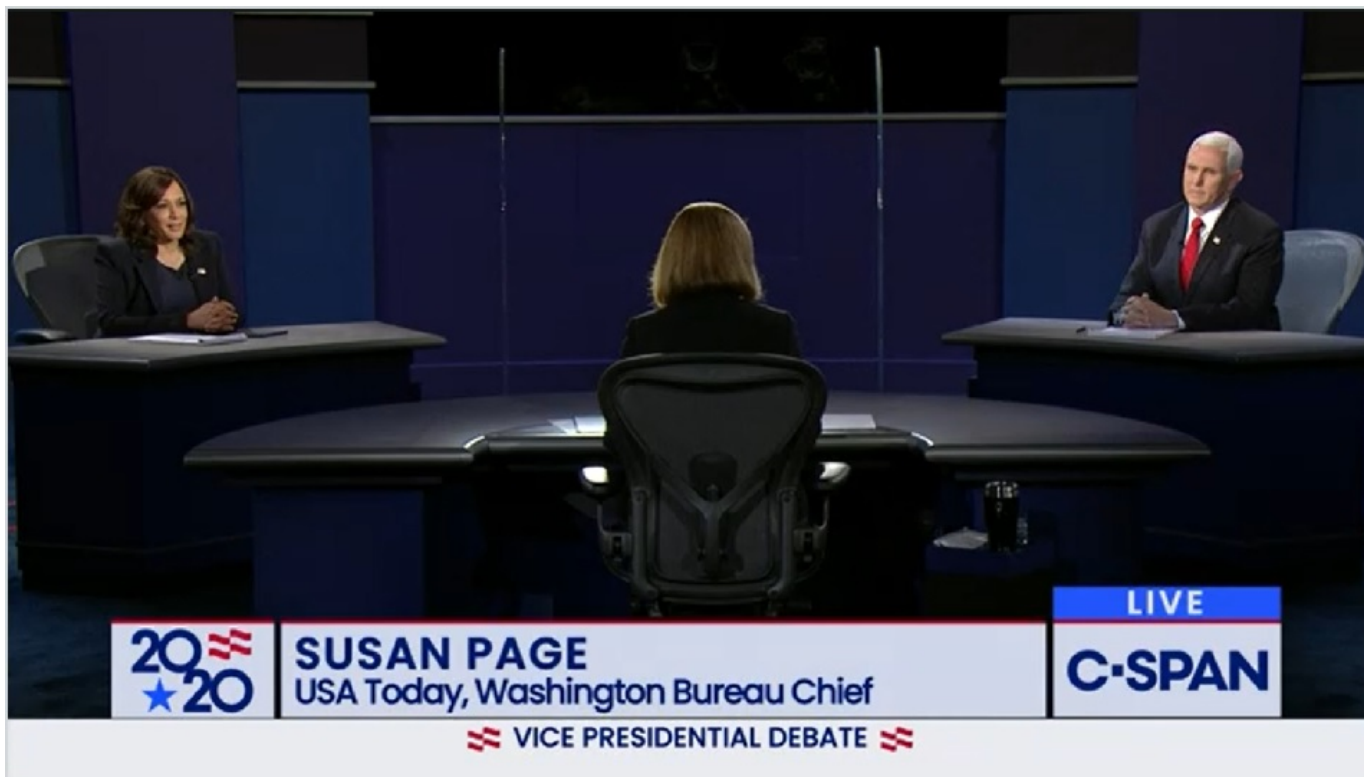 2020
SUSAN PAGE
USA Today, Washington Bureau Chief
LIVE
C-SPAN
VICE PRESIDENTIAL DEBATE